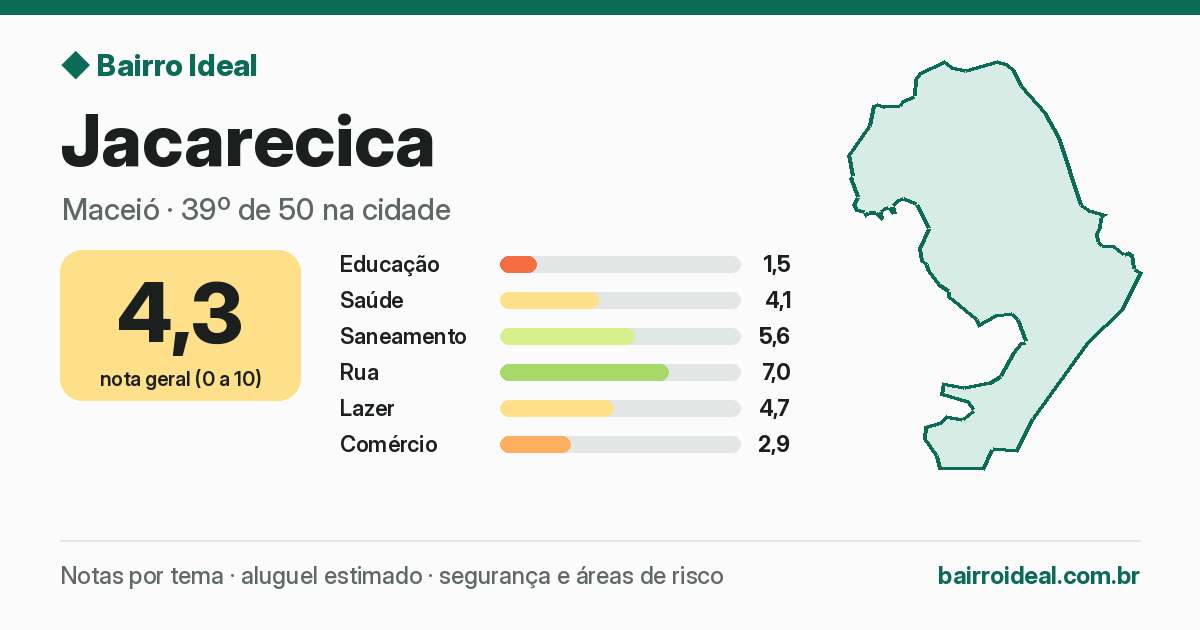 Bairro Ideal
Jacarecica
Maceió · 39º de 50 na cidade
4,3
nota geral (0 a 10)
Educação 1,5
Saúde 4,1
Saneamento 5,6
Rua 7,0
Lazer 4,7
Comércio 2,9
Notas por tema · aluguel estimado · segurança e áreas de risco
bairroideal.com.br